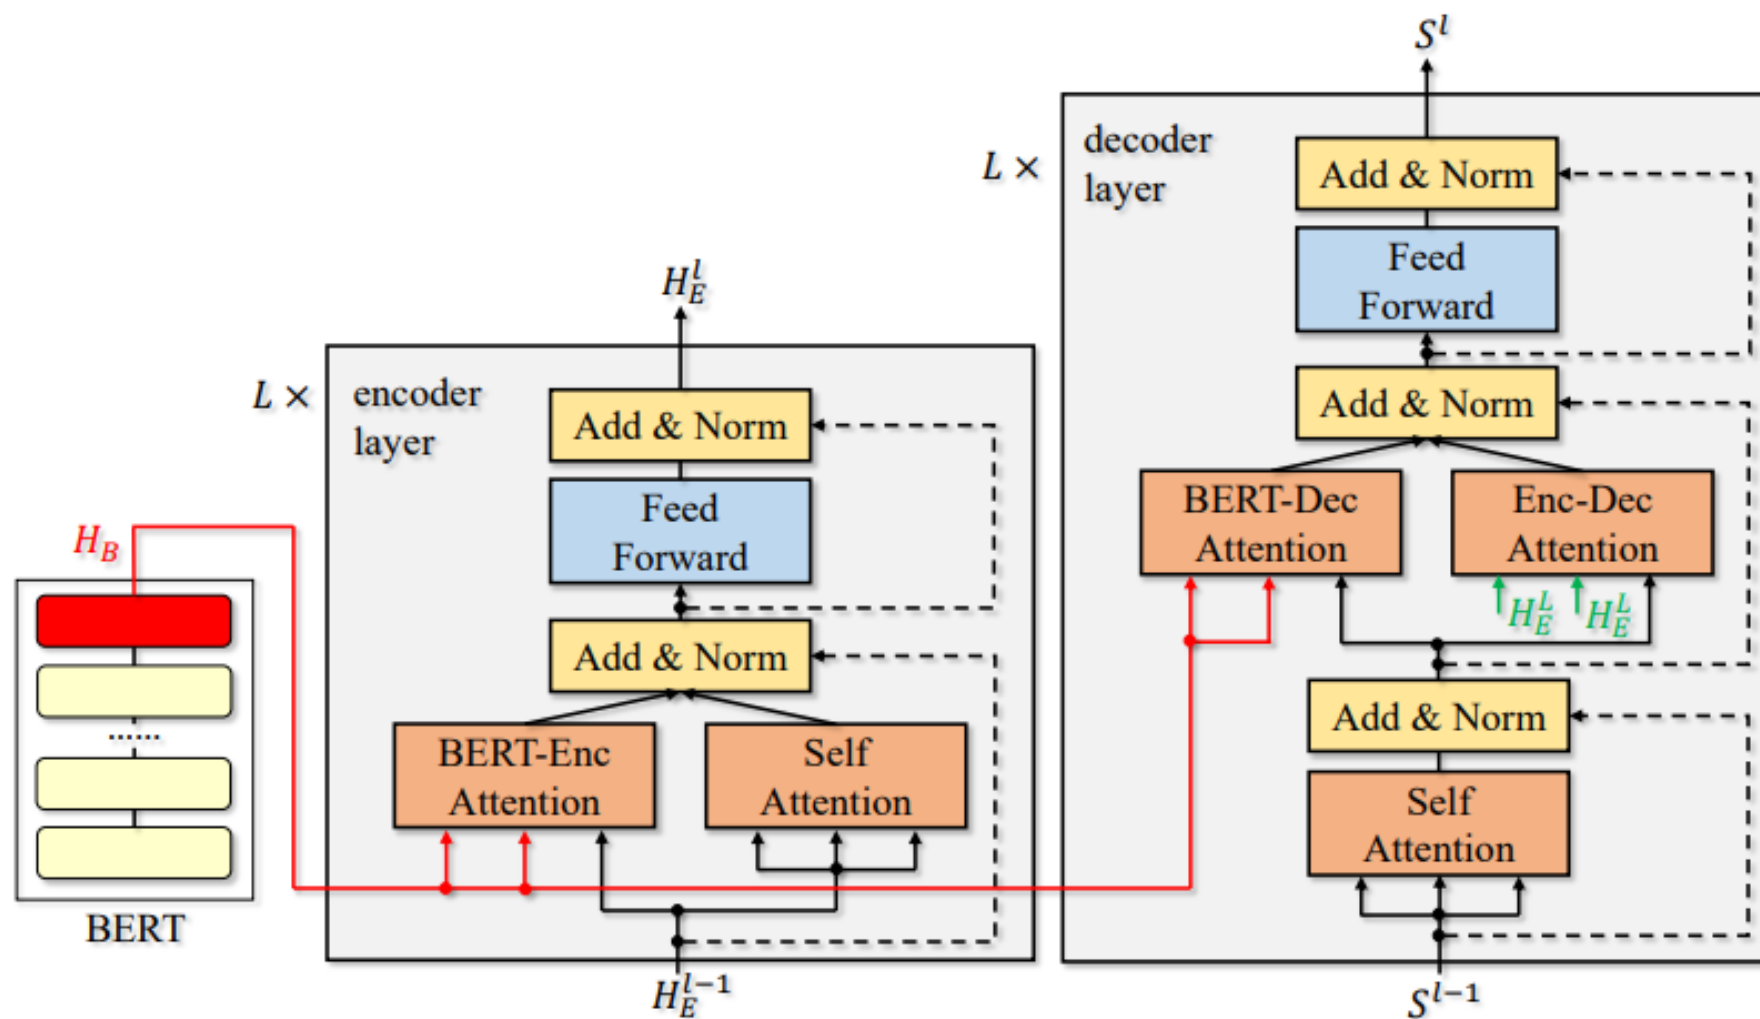 H_B
BERT
......
L ×
encoder
layer
H_E^l
Add & Norm
Feed
Forward
Add & Norm
BERT-Enc
Attention
Self
Attention
H_E^{l-1}
L ×
decoder
layer
S^l
Add & Norm
Feed
Forward
Add & Norm
BERT-Dec
Attention
Enc-Dec
Attention
H_E^L
H_E^L
Add & Norm
Self
Attention
S^{l-1}